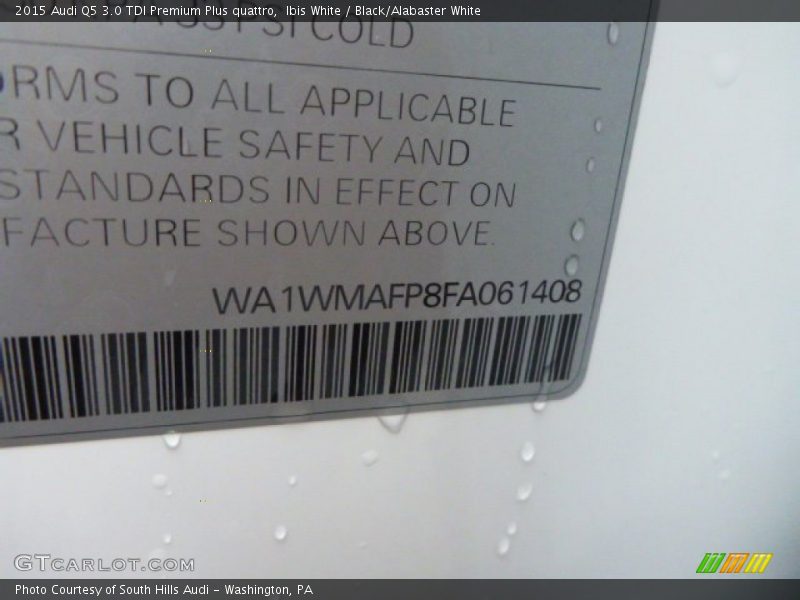 2015 Audi Q5 3.0 TDI Premium Plus quattro, Ibis White / Black/Alabaster White
PSI COLD
TO ALL APPLICABLE
VEHICLE SAFETY AND
STANDARDS IN EFFECT ON
FACTURE SHOWN ABOVE.
WA1WMAFP8FA061408
GTCARLOT.COM
Photo Courtesy of South Hills Audi - Washington, PA